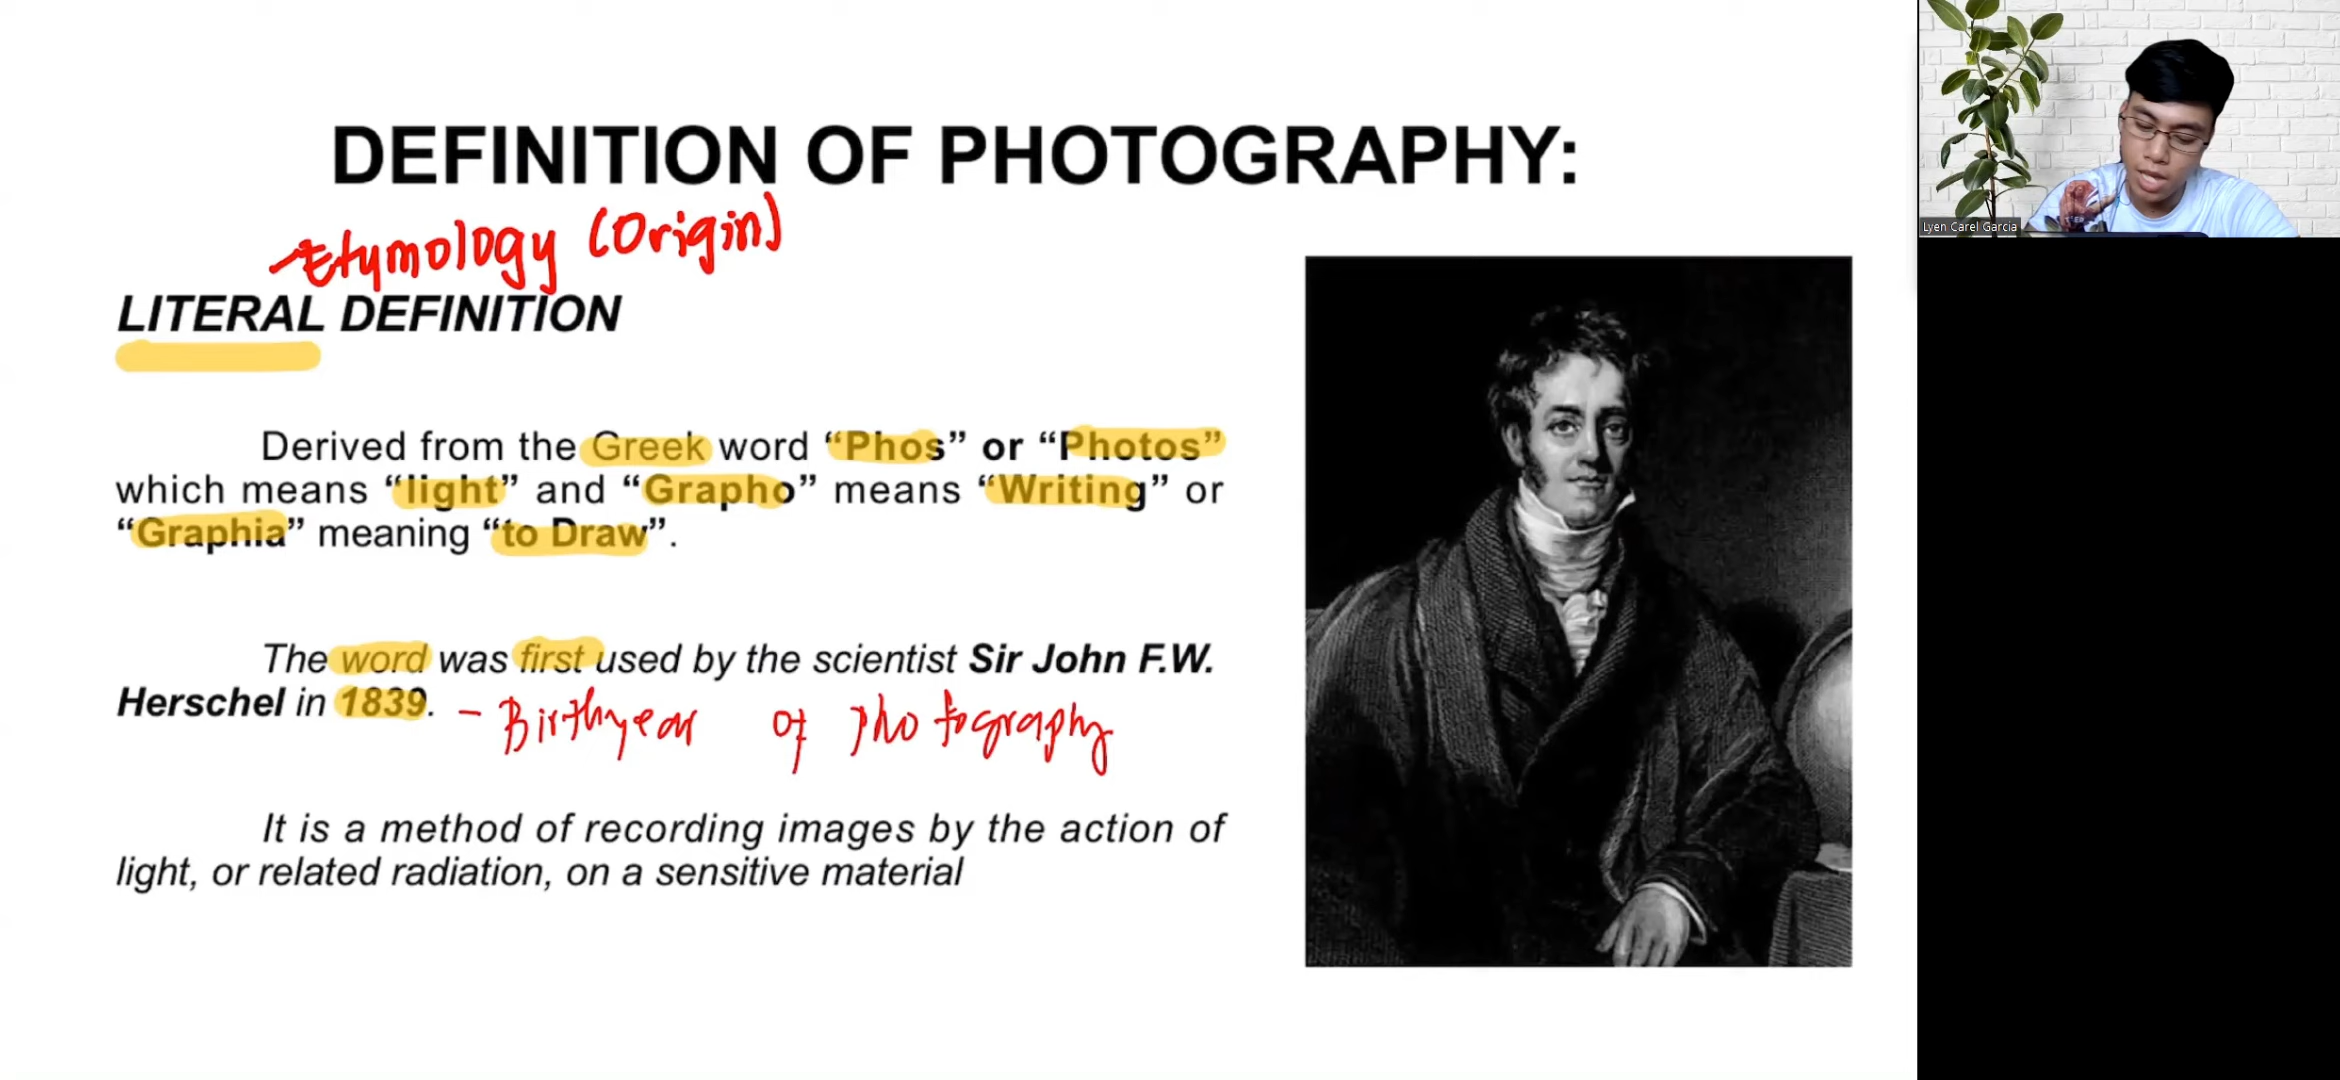 DEFINITION OF PHOTOGRAPHY:
- Etymology (Origin)
LITERAL DEFINITION
Derived from the Greek word “Phos” or “Photos”
which means “light” and “Grapho” means “Writing” or
“Graphia” meaning “to Draw”.
The word was first used by the scientist Sir John F.W.
Herschel in 1839. - Birthyear of photography
It is a method of recording images by the action of
light, or related radiation, on a sensitive material
Lyen Carel Garcia